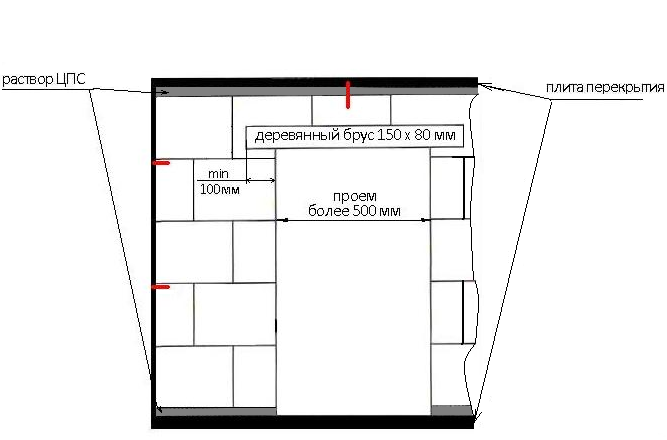 раствор ЦПС
плита перекрытия
деревянный брус 150 х 80 мм
min
100мм
проем
более 500 мм